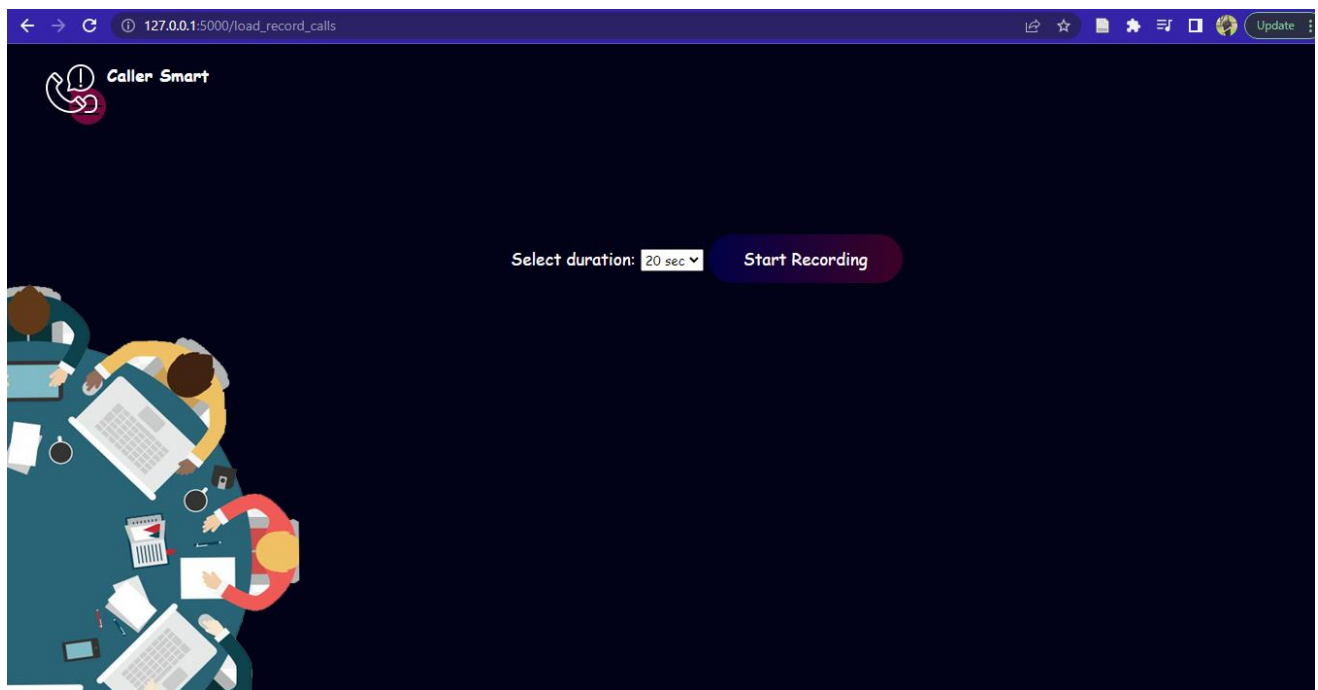 127.0.0.1:5000/load_record_calls
Update
Caller Smart
Select duration: 20 sec Start Recording